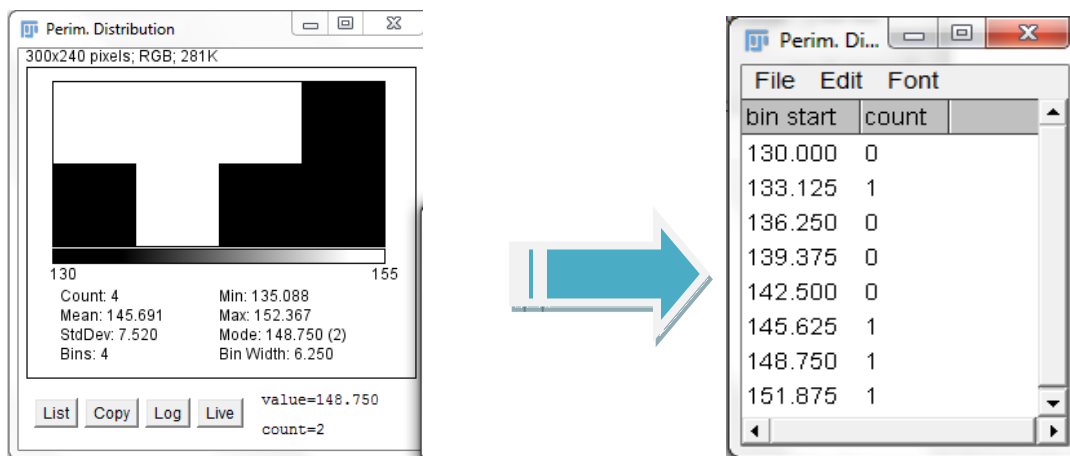 Perim. Distribution
300x240 pixels; RGB; 281K
130 155
Count: 4 Min: 135.088
Mean: 145.691 Max: 152.367
StdDev: 7.520 Mode: 148.750 (2)
Bins: 4 Bin Width: 6.250
List Copy Log Live value=148.750
count=2
Perim. Di...
File Edit Font
bin start count
130.000 0
133.125 1
136.250 0
139.375 0
142.500 0
145.625 1
148.750 1
151.875 1